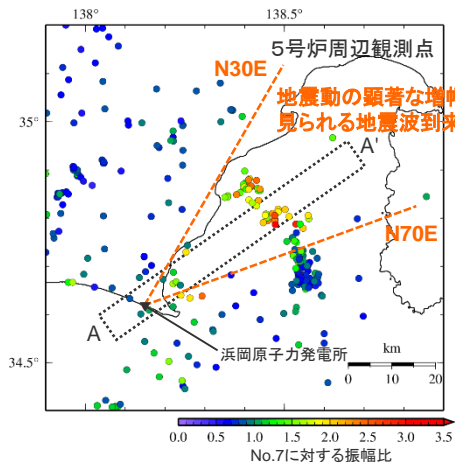 138° 138.5°
5号炉周辺観測点
N30E
地震動の顕著な増幅
見られる地震波到来
35°
A'
N70E
A
浜岡原子力発電所
34.5°
km
0 10 20
0.0 0.5 1.0 1.5 2.0 2.5 3.0 3.5
No.7に対する振幅比